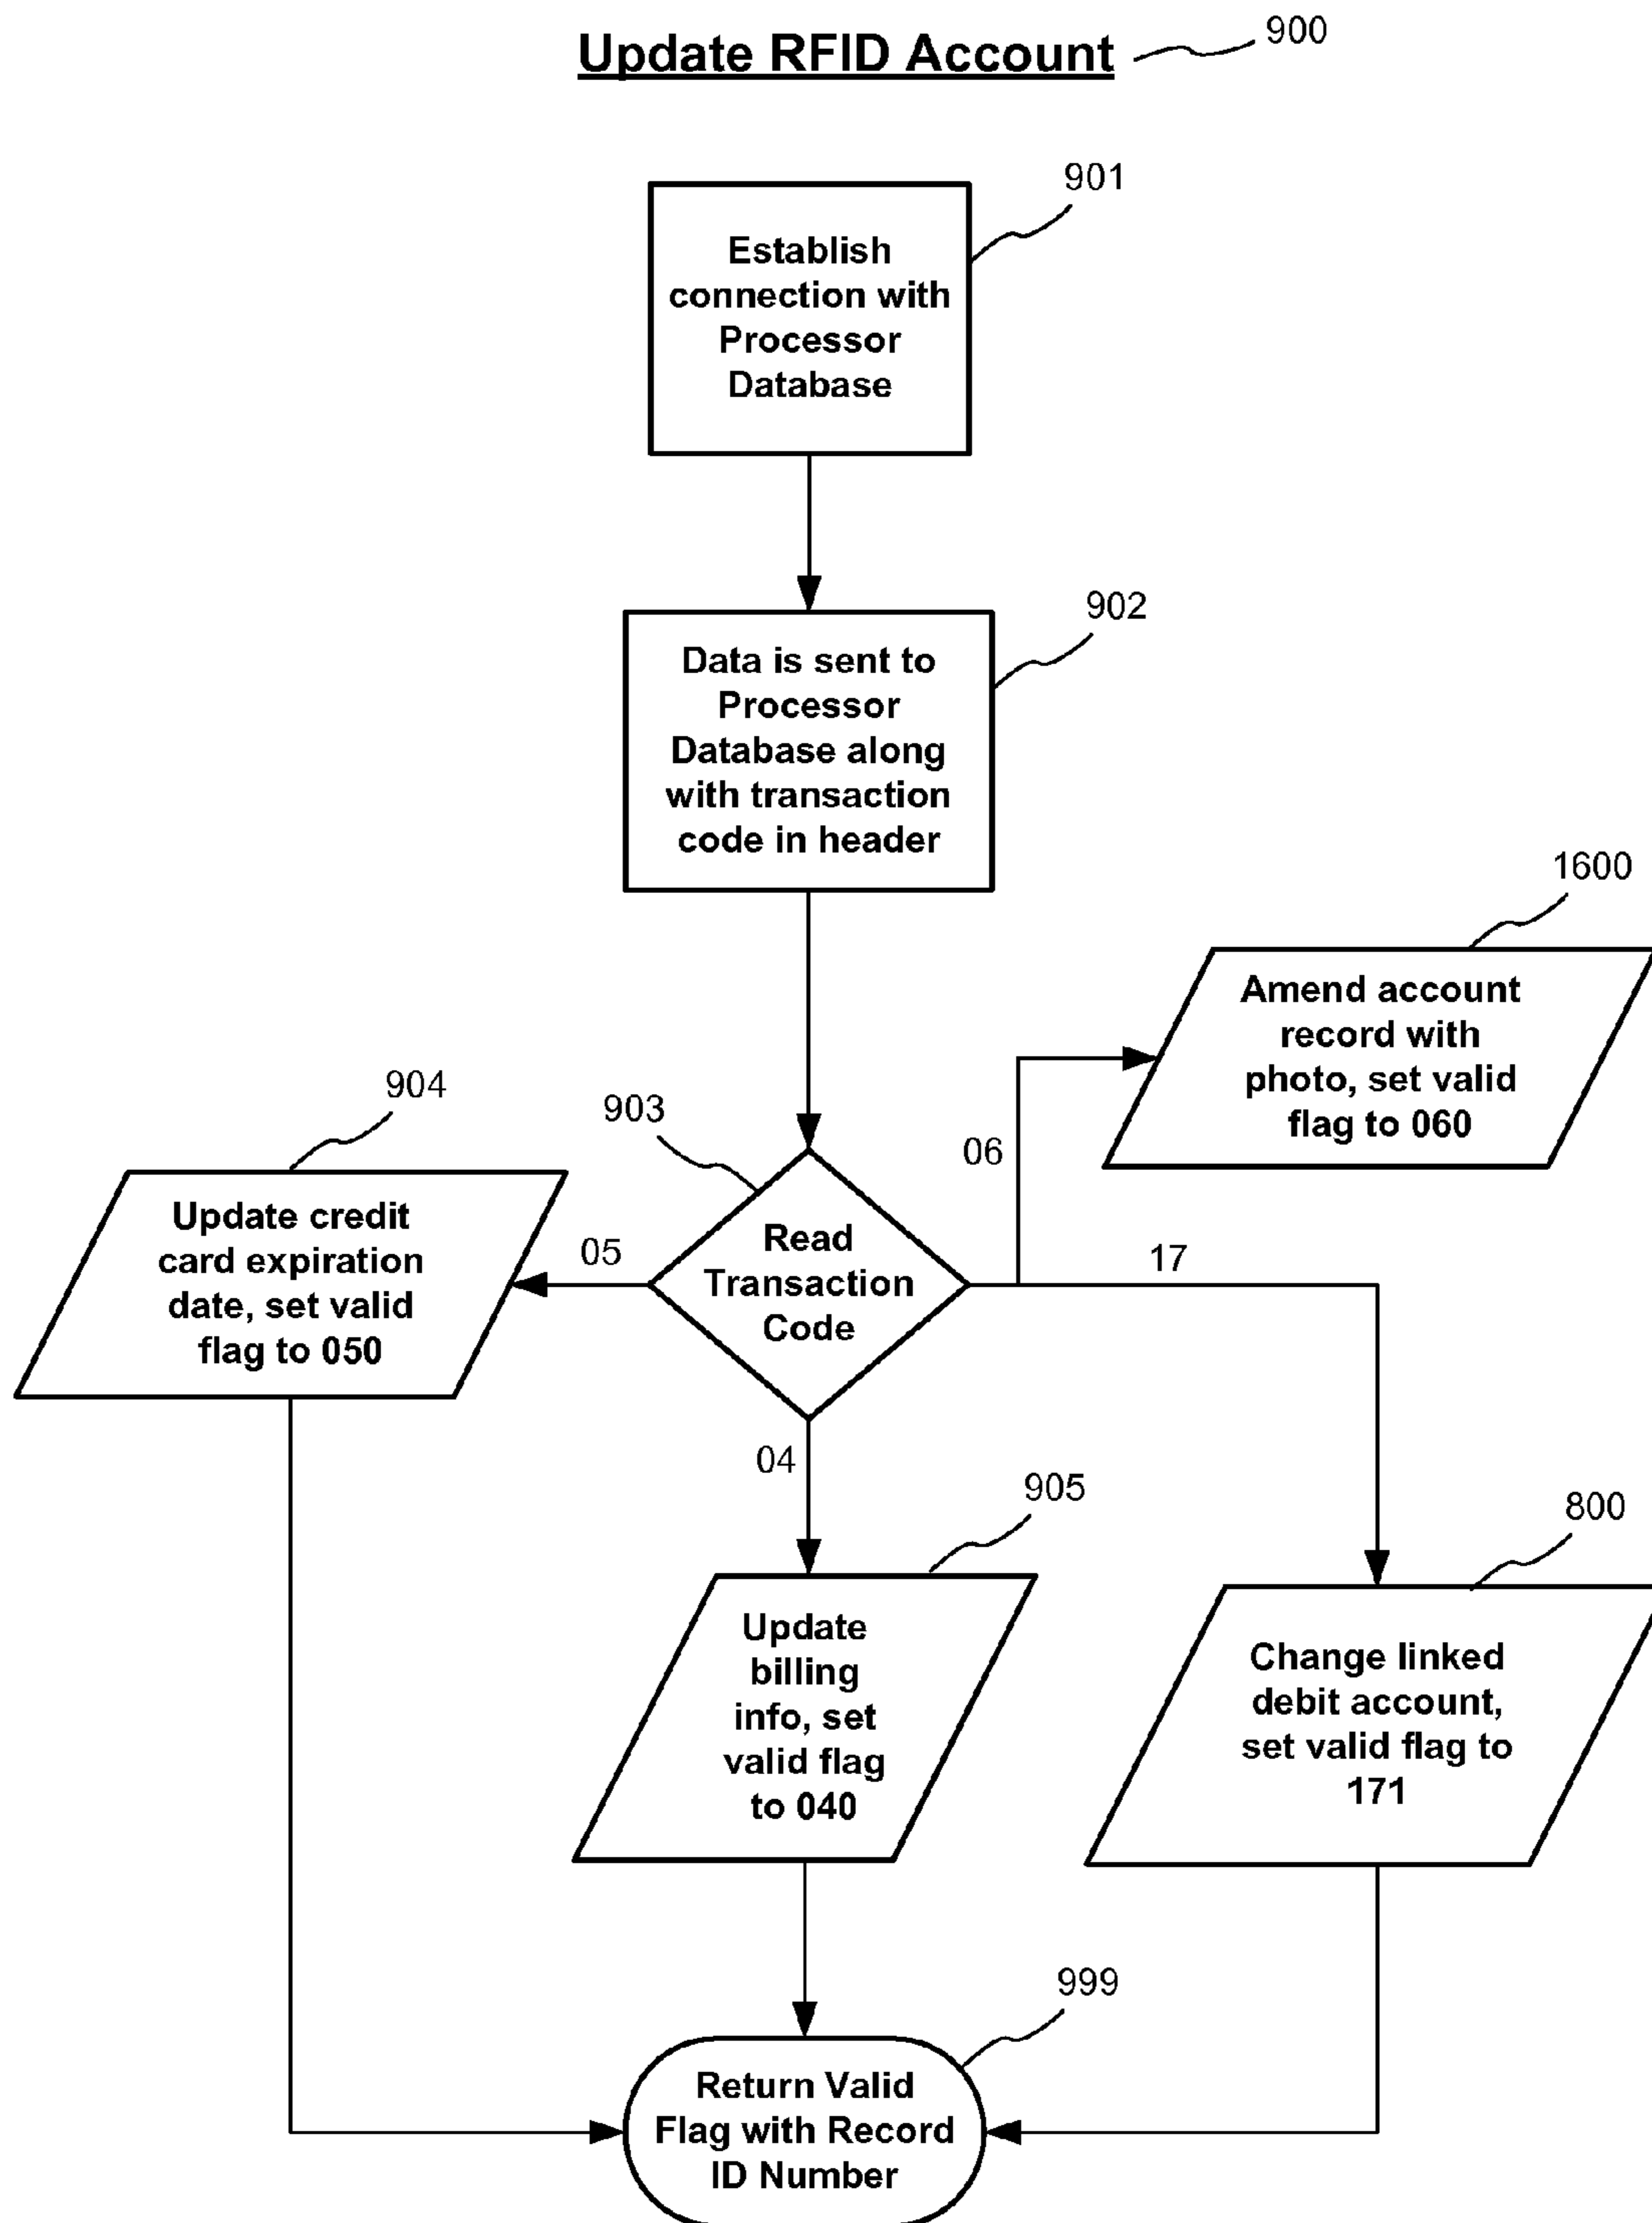 Update RFID Account
900
901
Establish
connection with
Processor
Database
902
Data is sent to
Processor
Database along
with transaction
code in header
1600
Amend account
record with
photo, set valid
flag to 060
904
903
06
Update credit
card expiration
date, set valid
flag to 050
05
Read
Transaction
Code
17
04
905
800
Update
billing
info, set
valid flag
to 040
Change linked
debit account,
set valid flag to
171
999
Return Valid
Flag with Record
ID Number